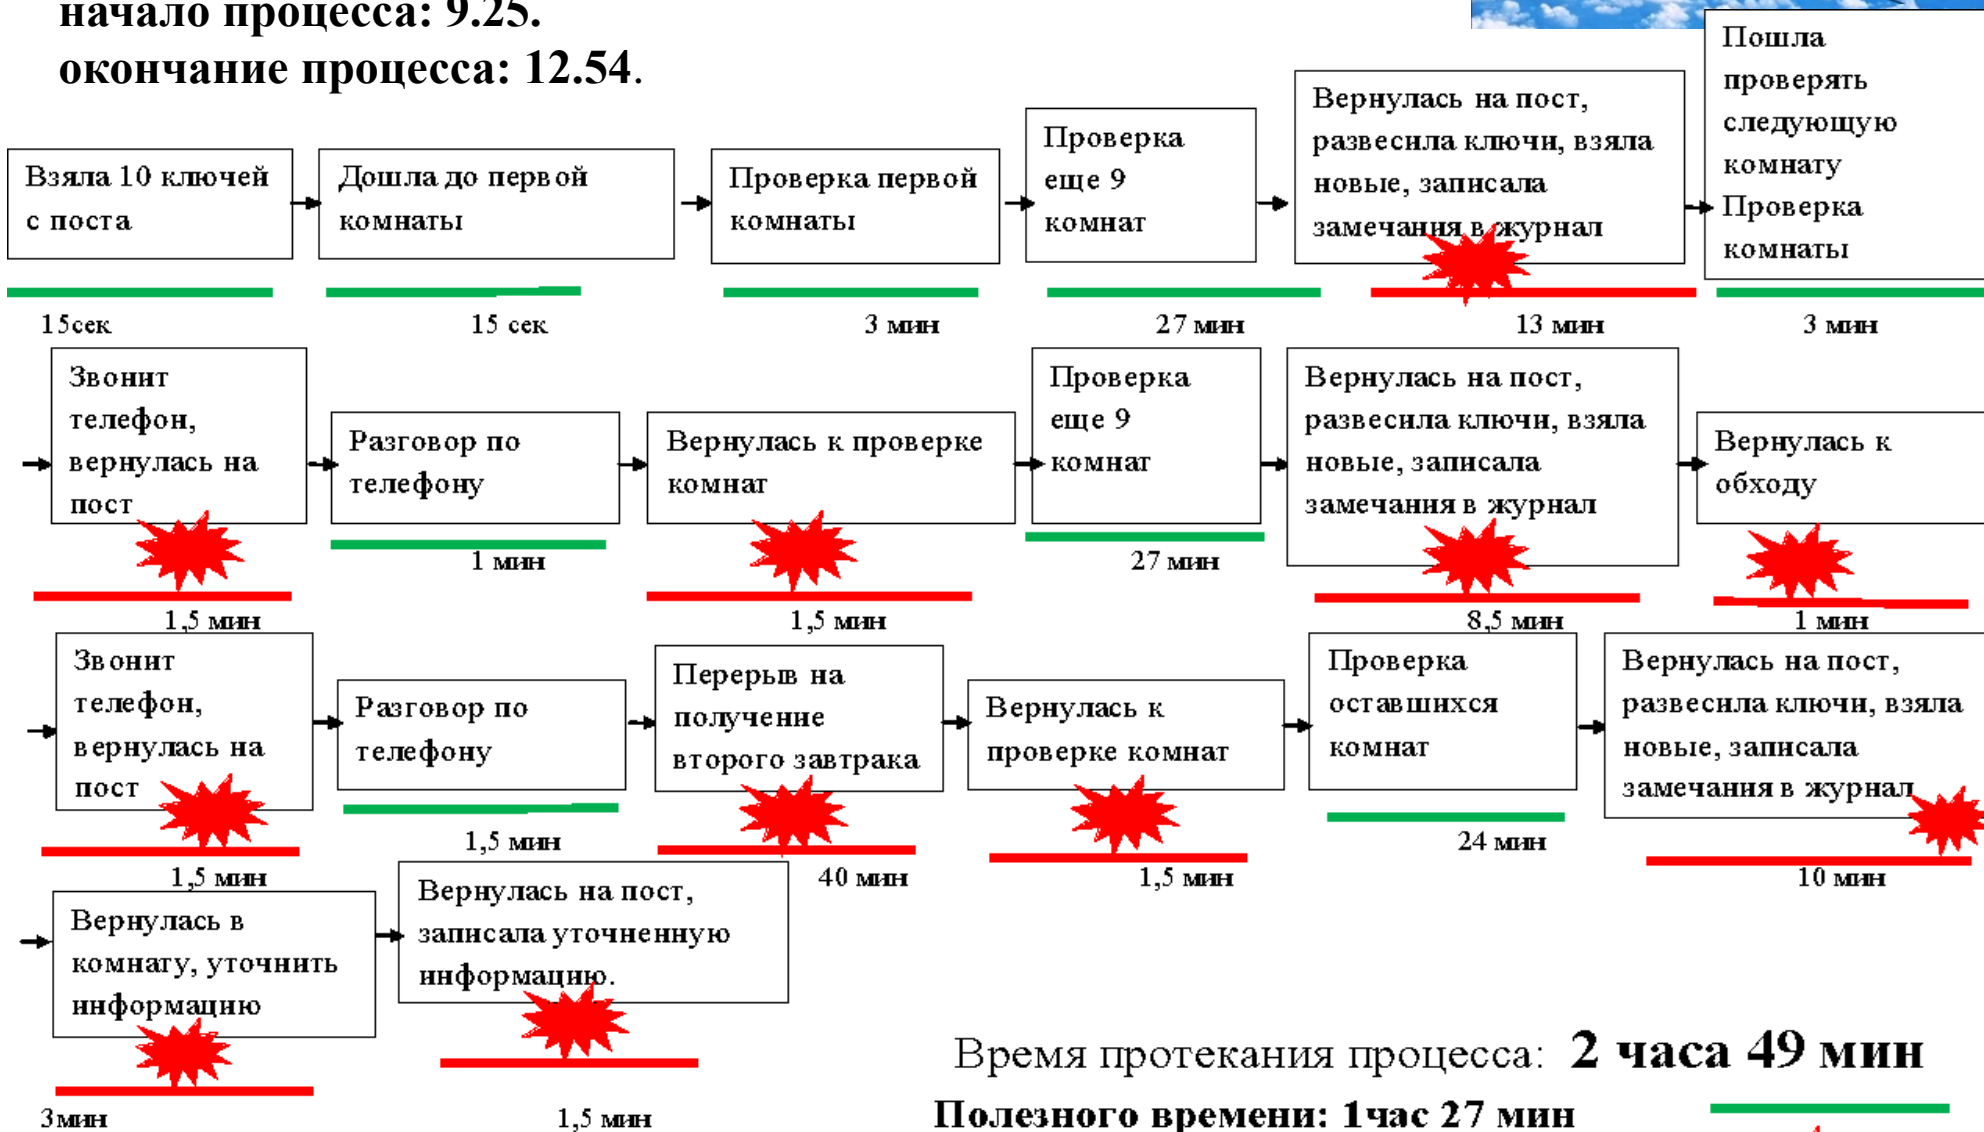 начало процесса: 9.25.
окончание процесса: 12.54.
Взяла 10 ключей
с поста
Дошла до первой
комнаты
Проверка первой
комнаты
Проверка
еще 9
комнат
Вернулась на пост,
развесила ключи, взяла
новые, записала
замечания в журнал
Пошла
проверять
следующую
комнату
Проверка
комнаты
15сек
15 сек
3 мин
27 мин
13 мин
3 мин
Звонит
телефон,
вернулась на
пост
Разговор по
телефону
Вернулась к проверке
комнат
Проверка
еще 9
комнат
Вернулась на пост,
развесила ключи, взяла
новые, записала
замечания в журнал
Вернулась к
обходу
1,5 мин
1 мин
1,5 мин
27 мин
8,5 мин
1 мин
Звонит
телефон,
вернулась на
пост
Разговор по
телефону
Перерыв на
получение
второго завтрака
Вернулась к
проверке комнат
Проверка
оставшихся
комнат
Вернулась на пост,
развесила ключи, взяла
новые, записала
замечания в журнал
1,5 мин
1,5 мин
40 мин
1,5 мин
24 мин
10 мин
Вернулась в
комнату, уточнить
информацию
Вернулась на пост,
записала уточненную
информацию.
3мин
1,5 мин
Время протекания процесса: 2 часа 49 мин
Полезного времени: 1час 27 мин